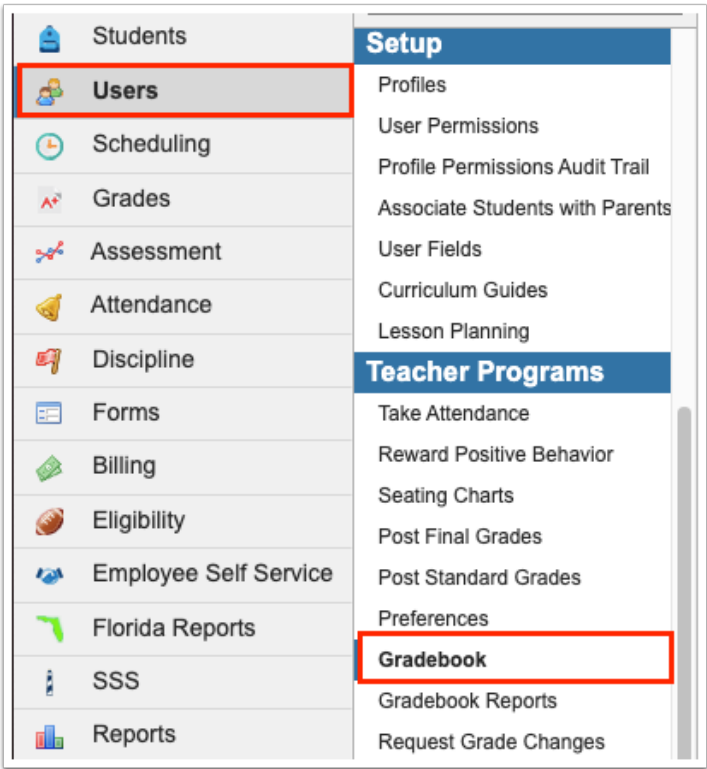 Students
Users
Scheduling
Grades
Assessment
Attendance
Discipline
Forms
Billing
Eligibility
Employee Self Service
Florida Reports
SSS
Reports
Setup
Profiles
User Permissions
Profile Permissions Audit Trail
Associate Students with Parents
User Fields
Curriculum Guides
Lesson Planning
Teacher Programs
Take Attendance
Reward Positive Behavior
Seating Charts
Post Final Grades
Post Standard Grades
Preferences
Gradebook
Gradebook Reports
Request Grade Changes